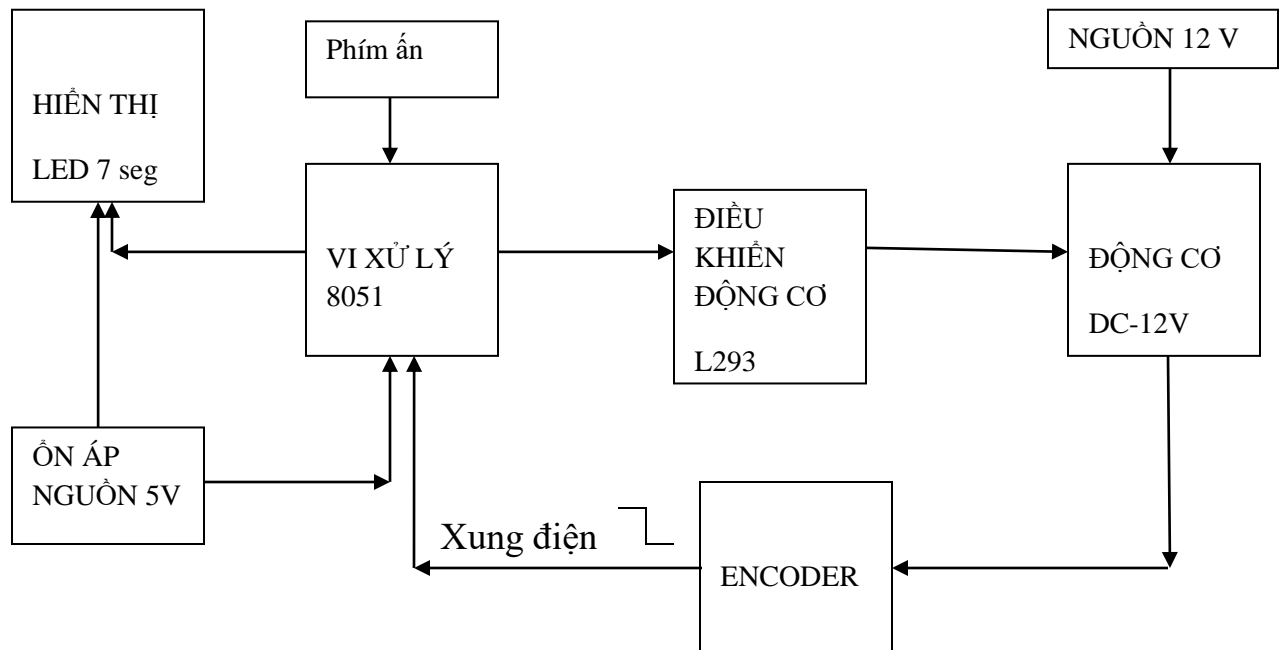 HIỂN THỊ
LED 7 seg
Phím ấn
NGUỒN 12 V
VI XỬ LÝ
8051
ĐIỀU
KHIỂN
ĐỘNG CƠ
L293
ĐỘNG CƠ
DC-12V
ỒN ÁP
NGUỒN 5V
Xung điện
ENCODER